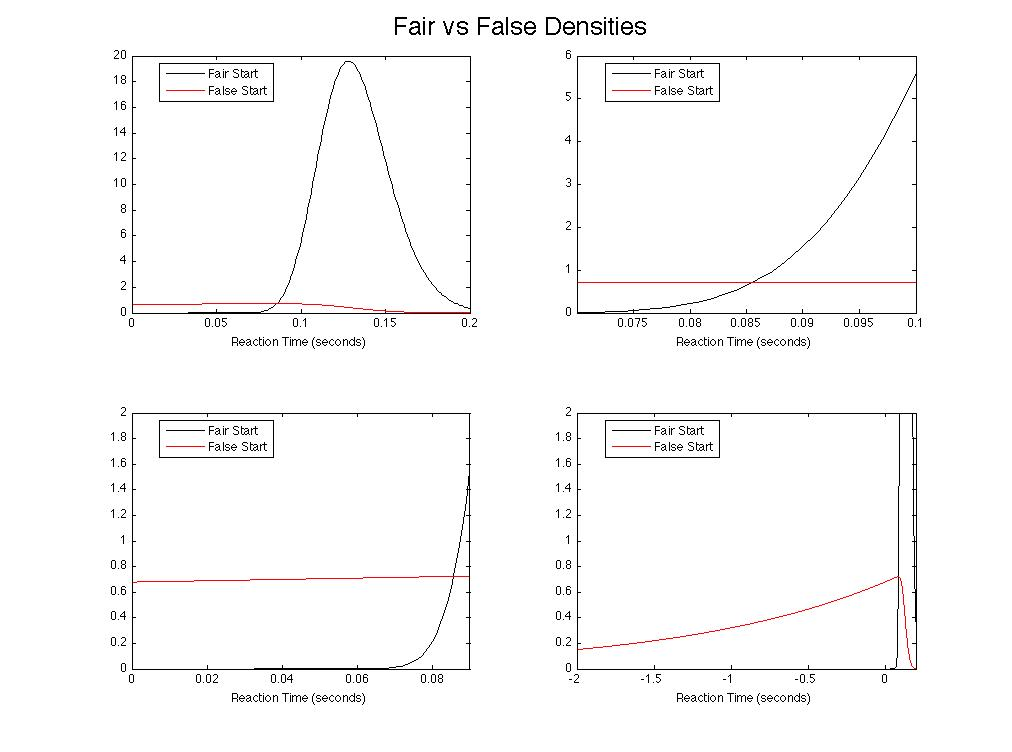 Fair vs False Densities
20
18
16
14
12
10
8
6
4
2
0
Fair Start
False Start
0 0.05 0.1 0.15 0.2
Reaction Time (seconds)
6
5
4
3
2
1
0
Fair Start
False Start
0.075 0.08 0.085 0.09 0.095 0.1
Reaction Time (seconds)
2
1.8
1.6
1.4
1.2
1
0.8
0.6
0.4
0.2
0
Fair Start
False Start
0 0.02 0.04 0.06 0.08
Reaction Time (seconds)
2
1.8
1.6
1.4
1.2
1
0.8
0.6
0.4
0.2
0
Fair Start
False Start
-2 -1.5 -1 -0.5 0
Reaction Time (seconds)